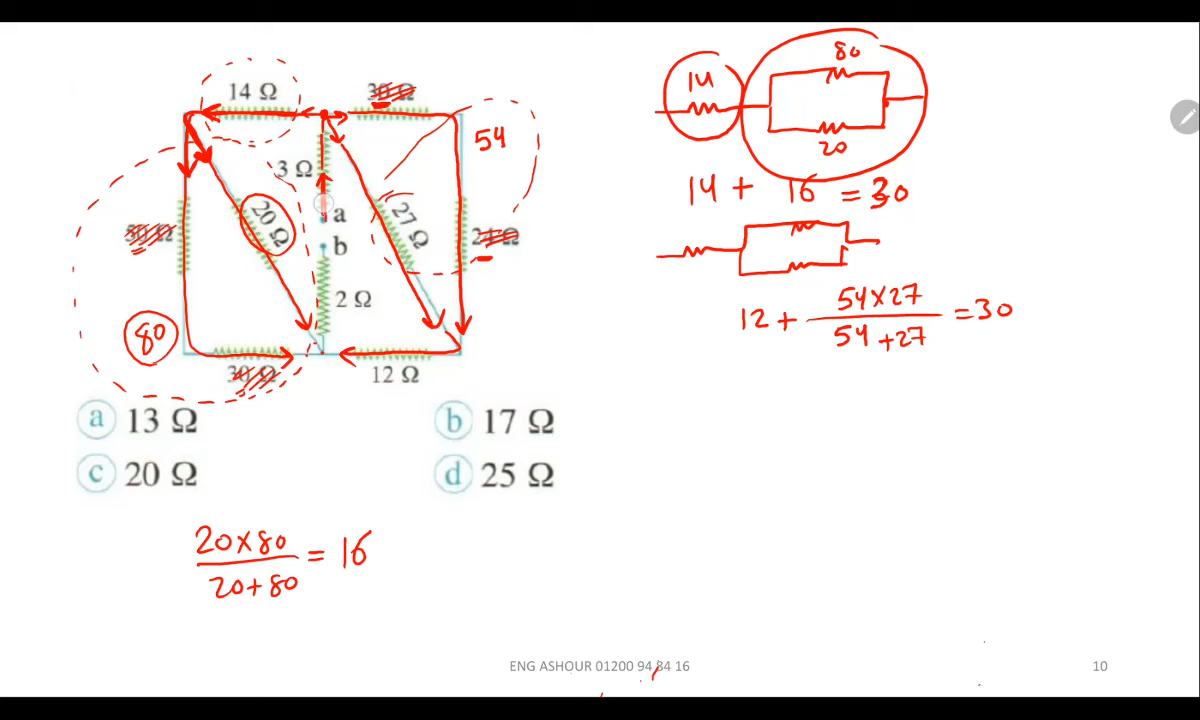 14 Ω
30 Ω
3 Ω
54
20 Ω
a
27 Ω
50 Ω
b
24 Ω
2 Ω
80
30 Ω
12 Ω
a 13 Ω
b 17 Ω
c 20 Ω
d 25 Ω
20×80
20+80
= 16
80
14
20
14 + 16 = 30
12 + 54×27 = 30
54+27
ENG ASHOUR 01200 94 84 16
10